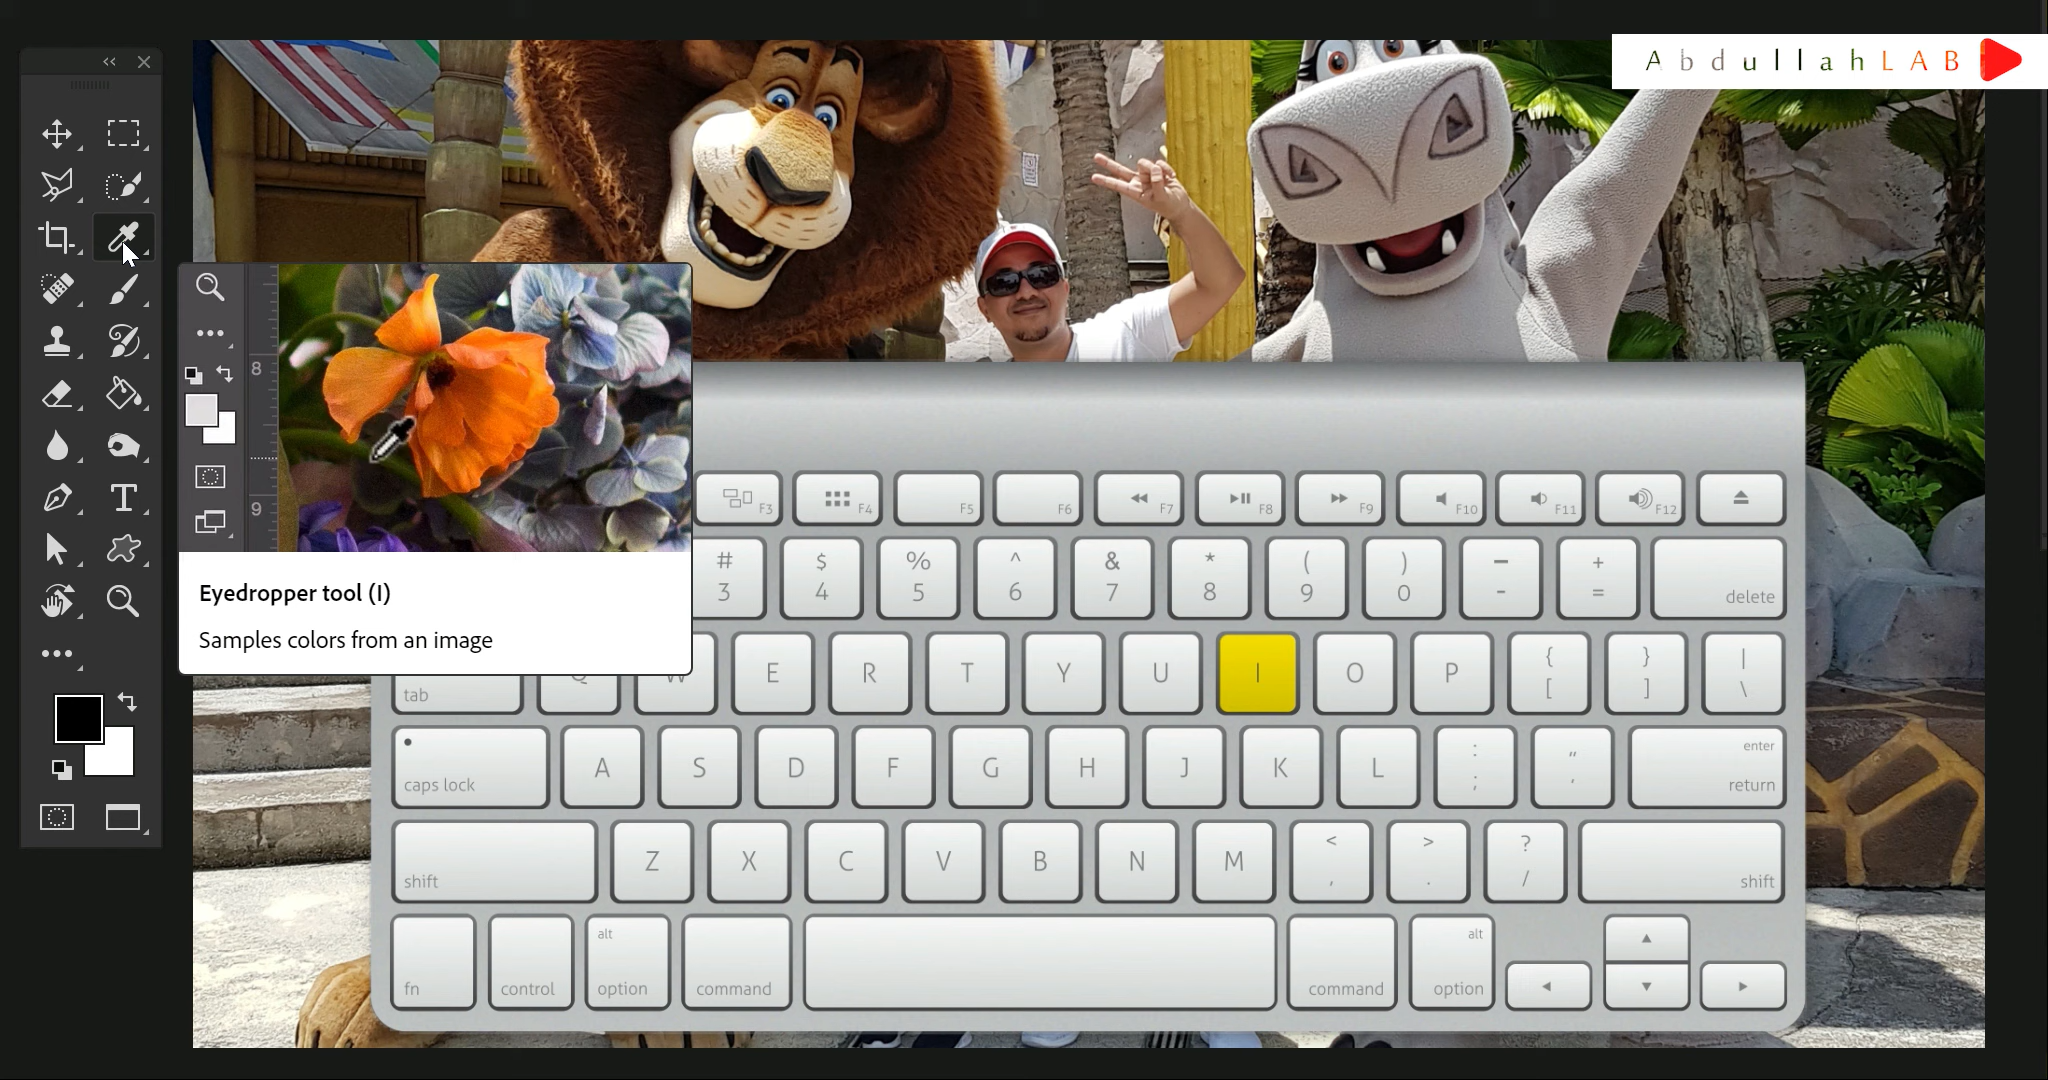 AbdullahLAB
8
9
Eyedropper tool (I)
Samples colors from an image
F3 F4 F5 F6 F7 F8 F9 F10 F11 F12
# $ % ^ & * ( ) – +
3 4 5 6 7 8 9 0 - = delete
tab Q W E R T Y U I O P { [ } ] | \
caps lock A S D F G H J K L : ; “ ‘ enter return
shift Z X C V B N M < , > . ? / shift
fn control alt option command command alt option